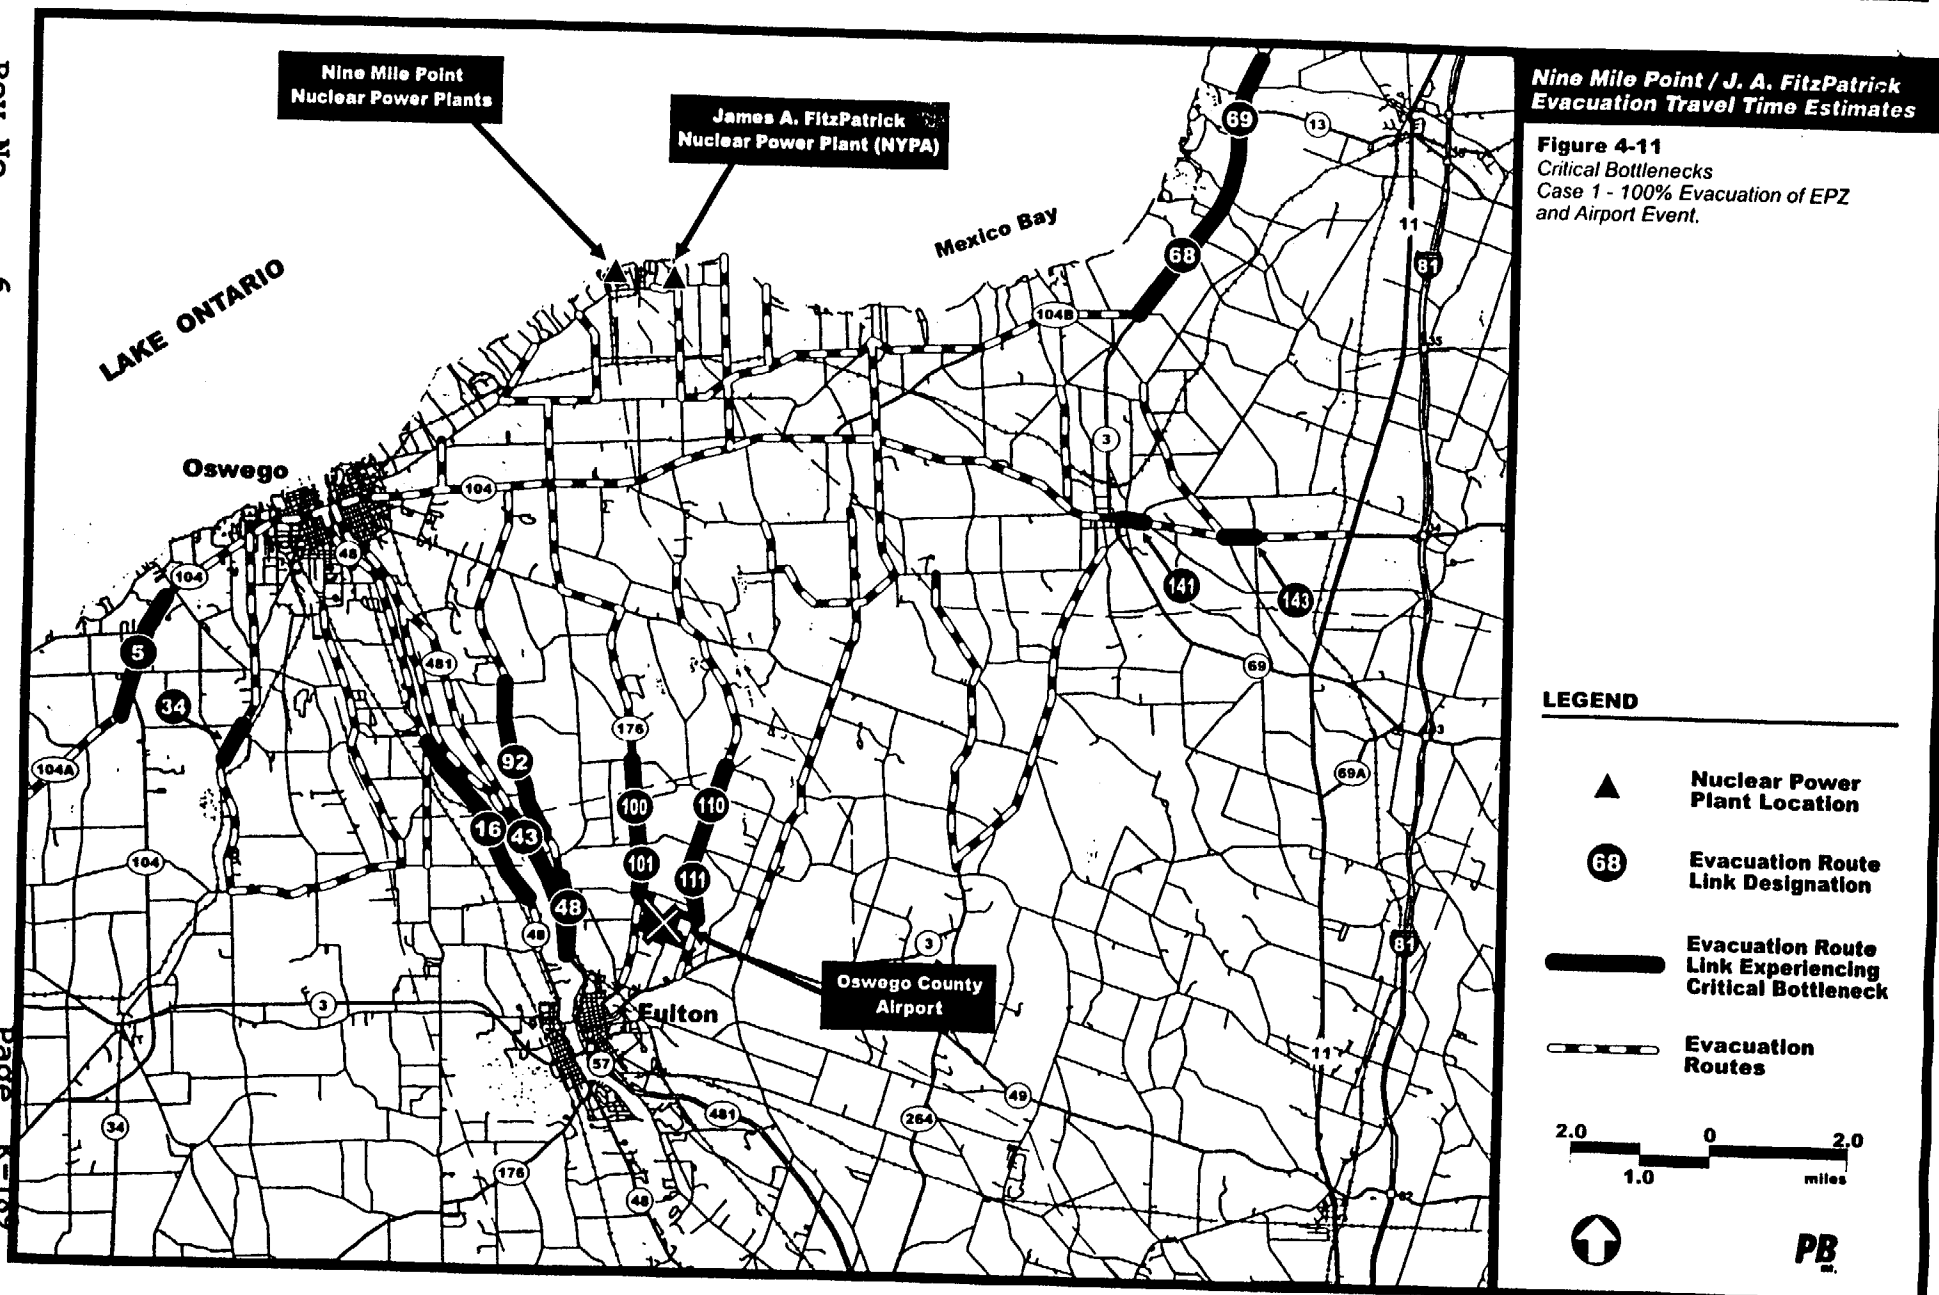 Nine Mile Point
Nuclear Power Plants
James A. FitzPatrick
Nuclear Power Plant (NYPA)
Nine Mile Point / J. A. FitzPatrick
Evacuation Travel Time Estimates
Figure 4-11
Critical Bottlenecks
Case 1 - 100% Evacuation of EPZ
and Airport Event.
LAKE ONTARIO
Mexico Bay
69
13
68
11
81
104B
35
3
Oswego
104
48
104
141
143
5
481
69
34
176
104A
92
69A
100
110
16
43
104
101
111
48
48
3
81
Oswego County
Airport
3
Fulton
57
11
49
481
264
34
176
48
LEGEND
Nuclear Power
Plant Location
68
Evacuation Route
Link Designation
Evacuation Route
Link Experiencing
Critical Bottleneck
Evacuation
Routes
2.0
0
2.0
1.0
miles
PB